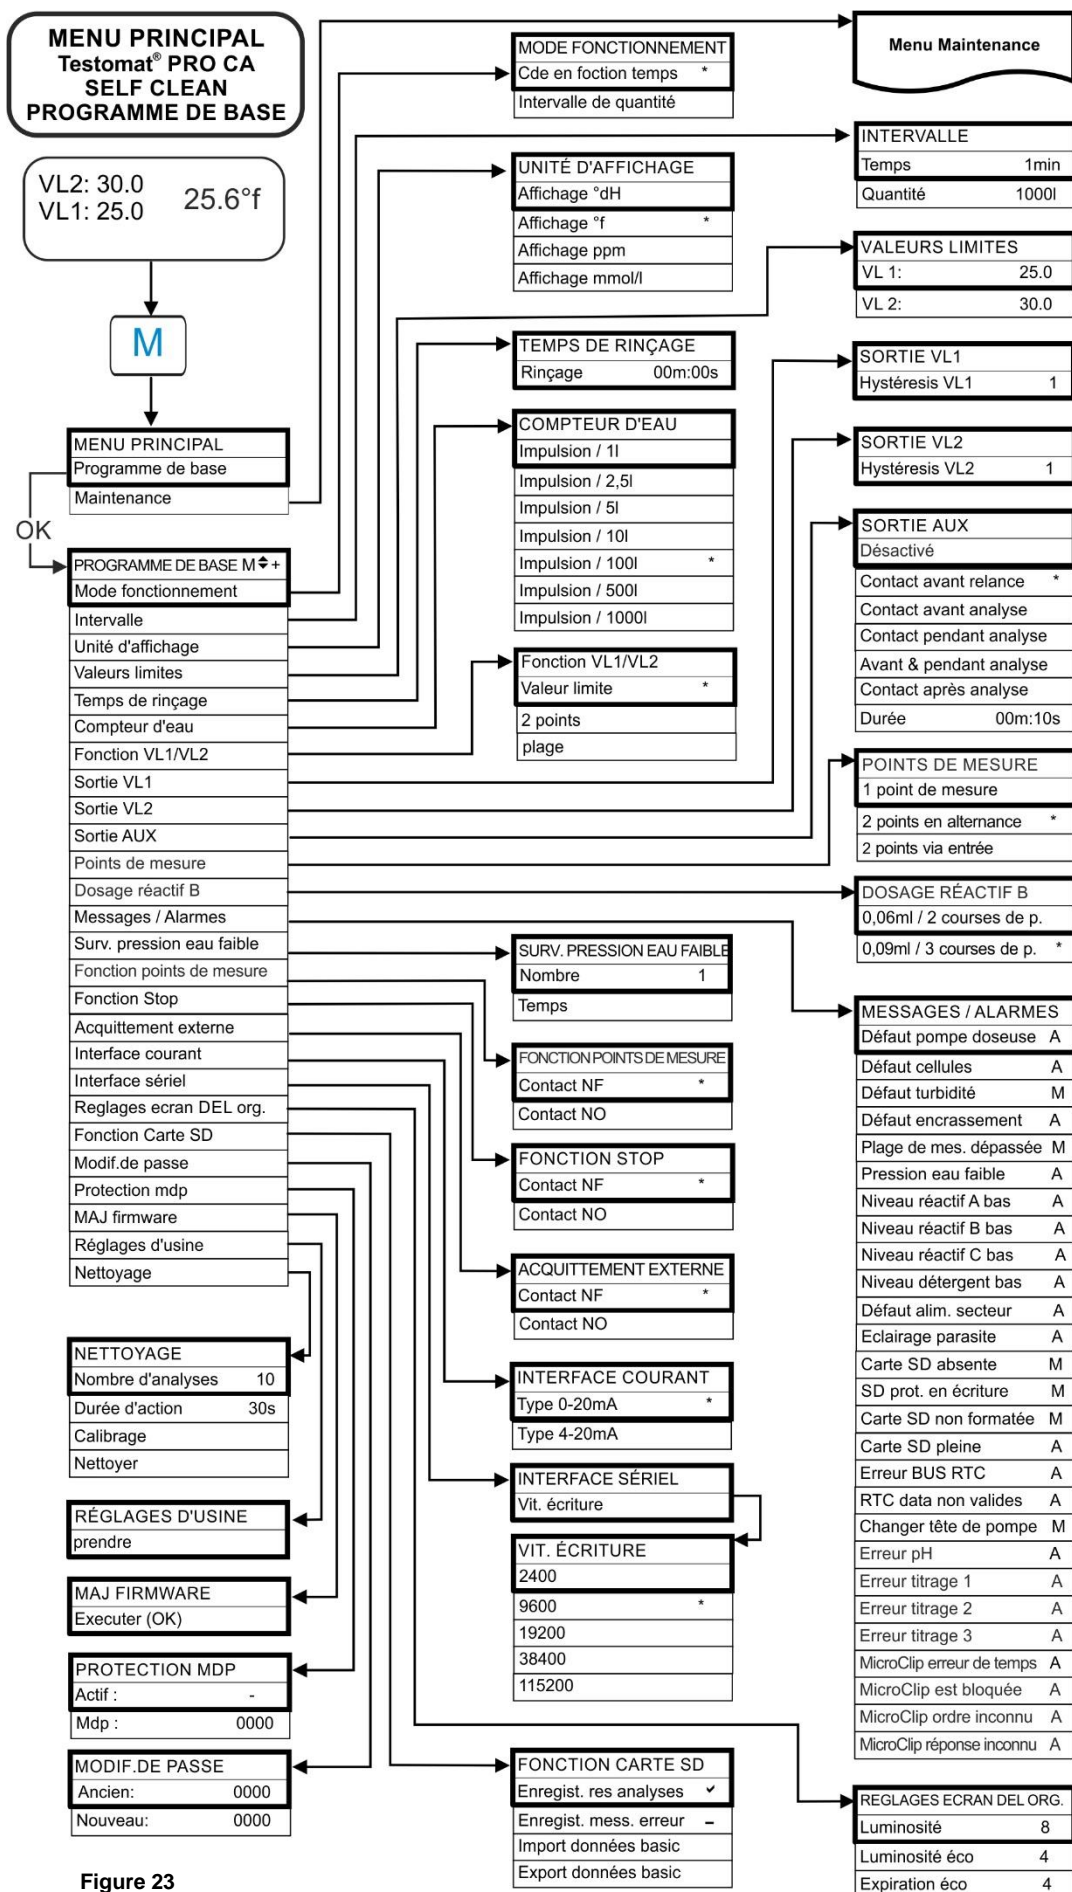 MENU PRINCIPAL
Testomat® PRO CA
SELF CLEAN
PROGRAMME DE BASE
VL2: 30.0
VL1: 25.0
25.6°f
M
MENU PRINCIPAL
Programme de base
Maintenance
OK
PROGRAMME DE BASE M +
Mode fonctionnement
Intervalle
Unité d'affichage
Valeurs limites
Temps de rinçage
Compteur d'eau
Fonction VL1/VL2
Sortie VL1
Sortie VL2
Sortie AUX
Points de mesure
Dosage réactif B
Messages / Alarmes
Surv. pression eau faible
Fonction points de mesure
Fonction Stop
Acquittement externe
Interface courant
Interface sériel
Reglages ecran DEL org.
Fonction Carte SD
Modif.de passe
Protection mdp
MAJ firmware
Réglages d'usine
Nettoyage
NETTOYAGE
Nombre d'analyses 10
Durée d'action 30s
Calibrage
Nettoyer
RÉGLAGES D'USINE
prendre
MAJ FIRMWARE
Executer (OK)
PROTECTION MDP
Actif : -
Mdp : 0000
MODIF.DE PASSE
Ancien: 0000
Nouveau: 0000
Figure 23
MODE FONCTIONNEMENT
Cde en foction temps *
Intervalle de quantité
UNITÉ D'AFFICHAGE
Affichage °dH
Affichage °f *
Affichage ppm
Affichage mmol/l
TEMPS DE RINÇAGE
Rinçage 00m:00s
COMPTEUR D'EAU
Impulsion / 1l
Impulsion / 2,5l
Impulsion / 5l
Impulsion / 10l
Impulsion / 100l *
Impulsion / 500l
Impulsion / 1000l
Fonction VL1/VL2
Valeur limite *
2 points
plage
SURV. PRESSION EAU FAIBLE
Nombre 1
Temps
FONCTION POINTS DE MESURE
Contact NF *
Contact NO
FONCTION STOP
Contact NF *
Contact NO
ACQUITTEMENT EXTERNE
Contact NF *
Contact NO
INTERFACE COURANT
Type 0-20mA *
Type 4-20mA
INTERFACE SÉRIEL
Vit. écriture
VIT. ÉCRITURE
2400
9600 *
19200
38400
115200
FONCTION CARTE SD
Enregist. res analyses ✓
Enregist. mess. erreur –
Import données basic
Export données basic
Menu Maintenance
INTERVALLE
Temps 1min
Quantité 1000l
VALEURS LIMITES
VL 1: 25.0
VL 2: 30.0
SORTIE VL1
Hystéresis VL1 1
SORTIE VL2
Hystéresis VL2 1
SORTIE AUX
Désactivé
Contact avant relance *
Contact avant analyse
Contact pendant analyse
Avant & pendant analyse
Contact après analyse
Durée 00m:10s
POINTS DE MESURE
1 point de mesure
2 points en alternance *
2 points via entrée
DOSAGE RÉACTIF B
0,06ml / 2 courses de p.
0,09ml / 3 courses de p. *
MESSAGES / ALARMES
Défaut pompe doseuse A
Défaut cellules A
Défaut turbidité M
Défaut encrassement A
Plage de mes. dépassée M
Pression eau faible A
Niveau réactif A bas A
Niveau réactif B bas A
Niveau réactif C bas A
Niveau détergent bas A
Défaut alim. secteur A
Eclairage parasite A
Carte SD absente M
SD prot. en écriture M
Carte SD non formatée M
Carte SD pleine A
Erreur BUS RTC A
RTC data non valides A
Changer tête de pompe M
Erreur pH A
Erreur titrage 1 A
Erreur titrage 2 A
Erreur titrage 3 A
MicroClip erreur de temps A
MicroClip est bloquée A
MicroClip ordre inconnu A
MicroClip réponse inconnu A
REGLAGES ECRAN DEL ORG.
Luminosité 8
Luminosité éco 4
Expiration éco 4